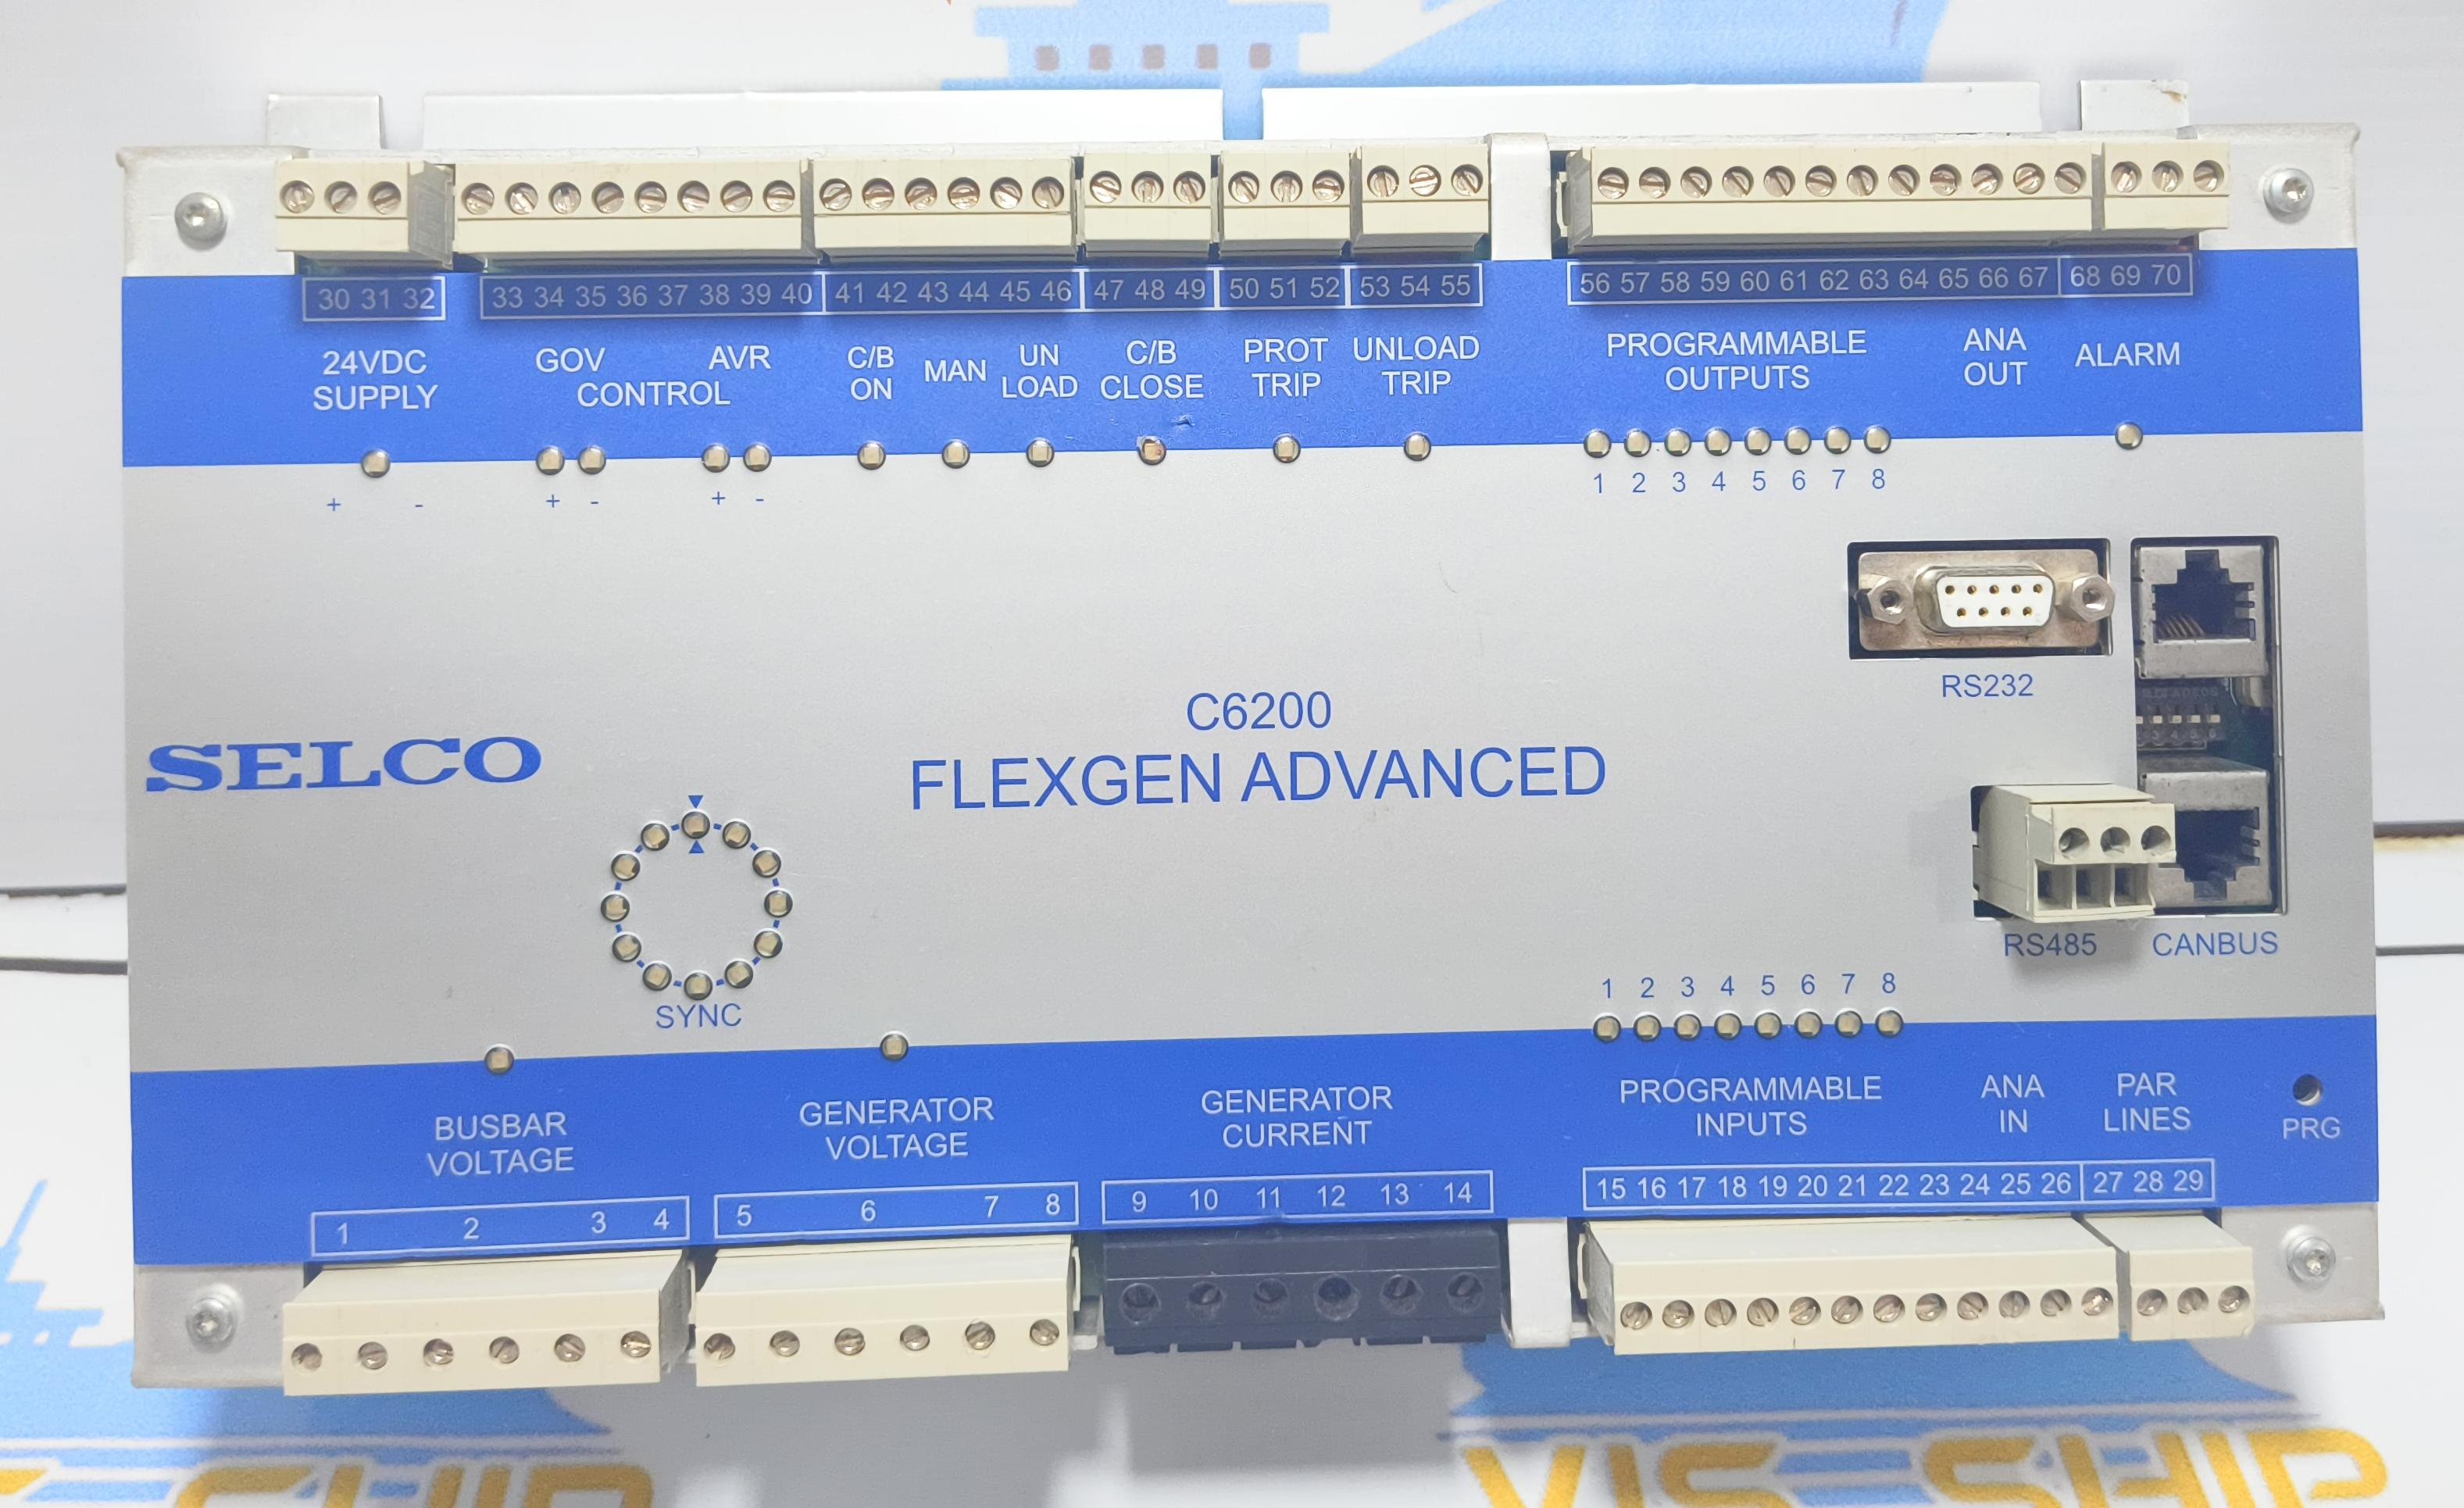 30 31 32
33 34 35 36 37 38 39 40
41 42 43 44 45 46
47 48 49
50 51 52
53 54 55
56 57 58 59 60 61 62 63 64 65 66 67
68 69 70
24VDC
SUPPLY
GOV AVR
CONTROL
C/B
ON
MAN
UN
LOAD
C/B
CLOSE
PROT
TRIP
UNLOAD
TRIP
PROGRAMMABLE
OUTPUTS
ANA
OUT
ALARM
+ -
+ -
+ -
1 2 3 4 5 6 7 8
RS232
C6200
FLEXGEN ADVANCED
SELCO
SYNC
RS485
CANBUS
1 2 3 4 5 6 7 8
BUSBAR
VOLTAGE
GENERATOR
VOLTAGE
GENERATOR
CURRENT
PROGRAMMABLE
INPUTS
ANA
IN
PAR
LINES
PRG
1 2 3 4
5 6 7 8
9 10 11 12 13 14
15 16 17 18 19 20 21 22 23 24 25 26
27 28 29
VIS-SHIP